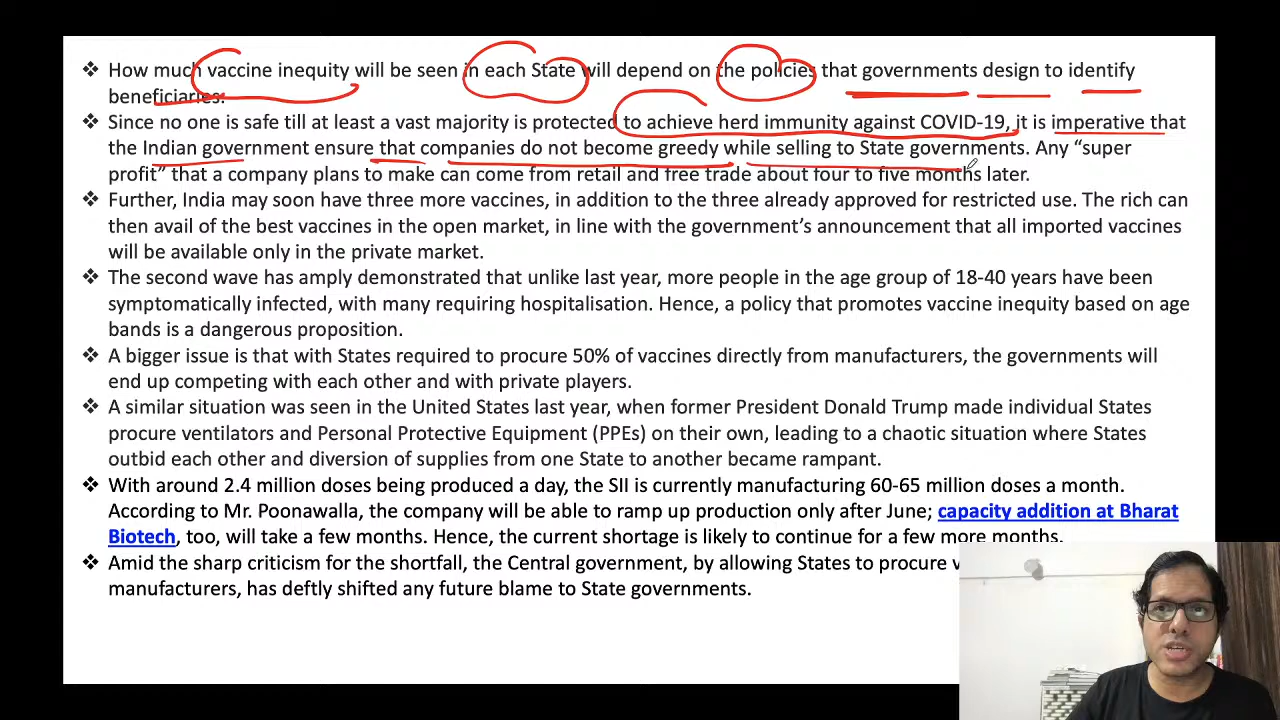 ❖ How much vaccine inequity will be seen in each State will depend on the policies that governments design to identify
beneficiaries.
❖ Since no one is safe till at least a vast majority is protected to achieve herd immunity against COVID-19, it is imperative that
the Indian government ensure that companies do not become greedy while selling to State governments. Any “super
profit” that a company plans to make can come from retail and free trade about four to five months later.
❖ Further, India may soon have three more vaccines, in addition to the three already approved for restricted use. The rich can
then avail of the best vaccines in the open market, in line with the government’s announcement that all imported vaccines
will be available only in the private market.
❖ The second wave has amply demonstrated that unlike last year, more people in the age group of 18-40 years have been
symptomatically infected, with many requiring hospitalisation. Hence, a policy that promotes vaccine inequity based on age
bands is a dangerous proposition.
❖ A bigger issue is that with States required to procure 50% of vaccines directly from manufacturers, the governments will
end up competing with each other and with private players.
❖ A similar situation was seen in the United States last year, when former President Donald Trump made individual States
procure ventilators and Personal Protective Equipment (PPEs) on their own, leading to a chaotic situation where States
outbid each other and diversion of supplies from one State to another became rampant.
❖ With around 2.4 million doses being produced a day, the SII is currently manufacturing 60-65 million doses a month.
According to Mr. Poonawalla, the company will be able to ramp up production only after June; capacity addition at Bharat
Biotech, too, will take a few months. Hence, the current shortage is likely to continue for a few more months.
❖ Amid the sharp criticism for the shortfall, the Central government, by allowing States to procure
manufacturers, has deftly shifted any future blame to State governments.